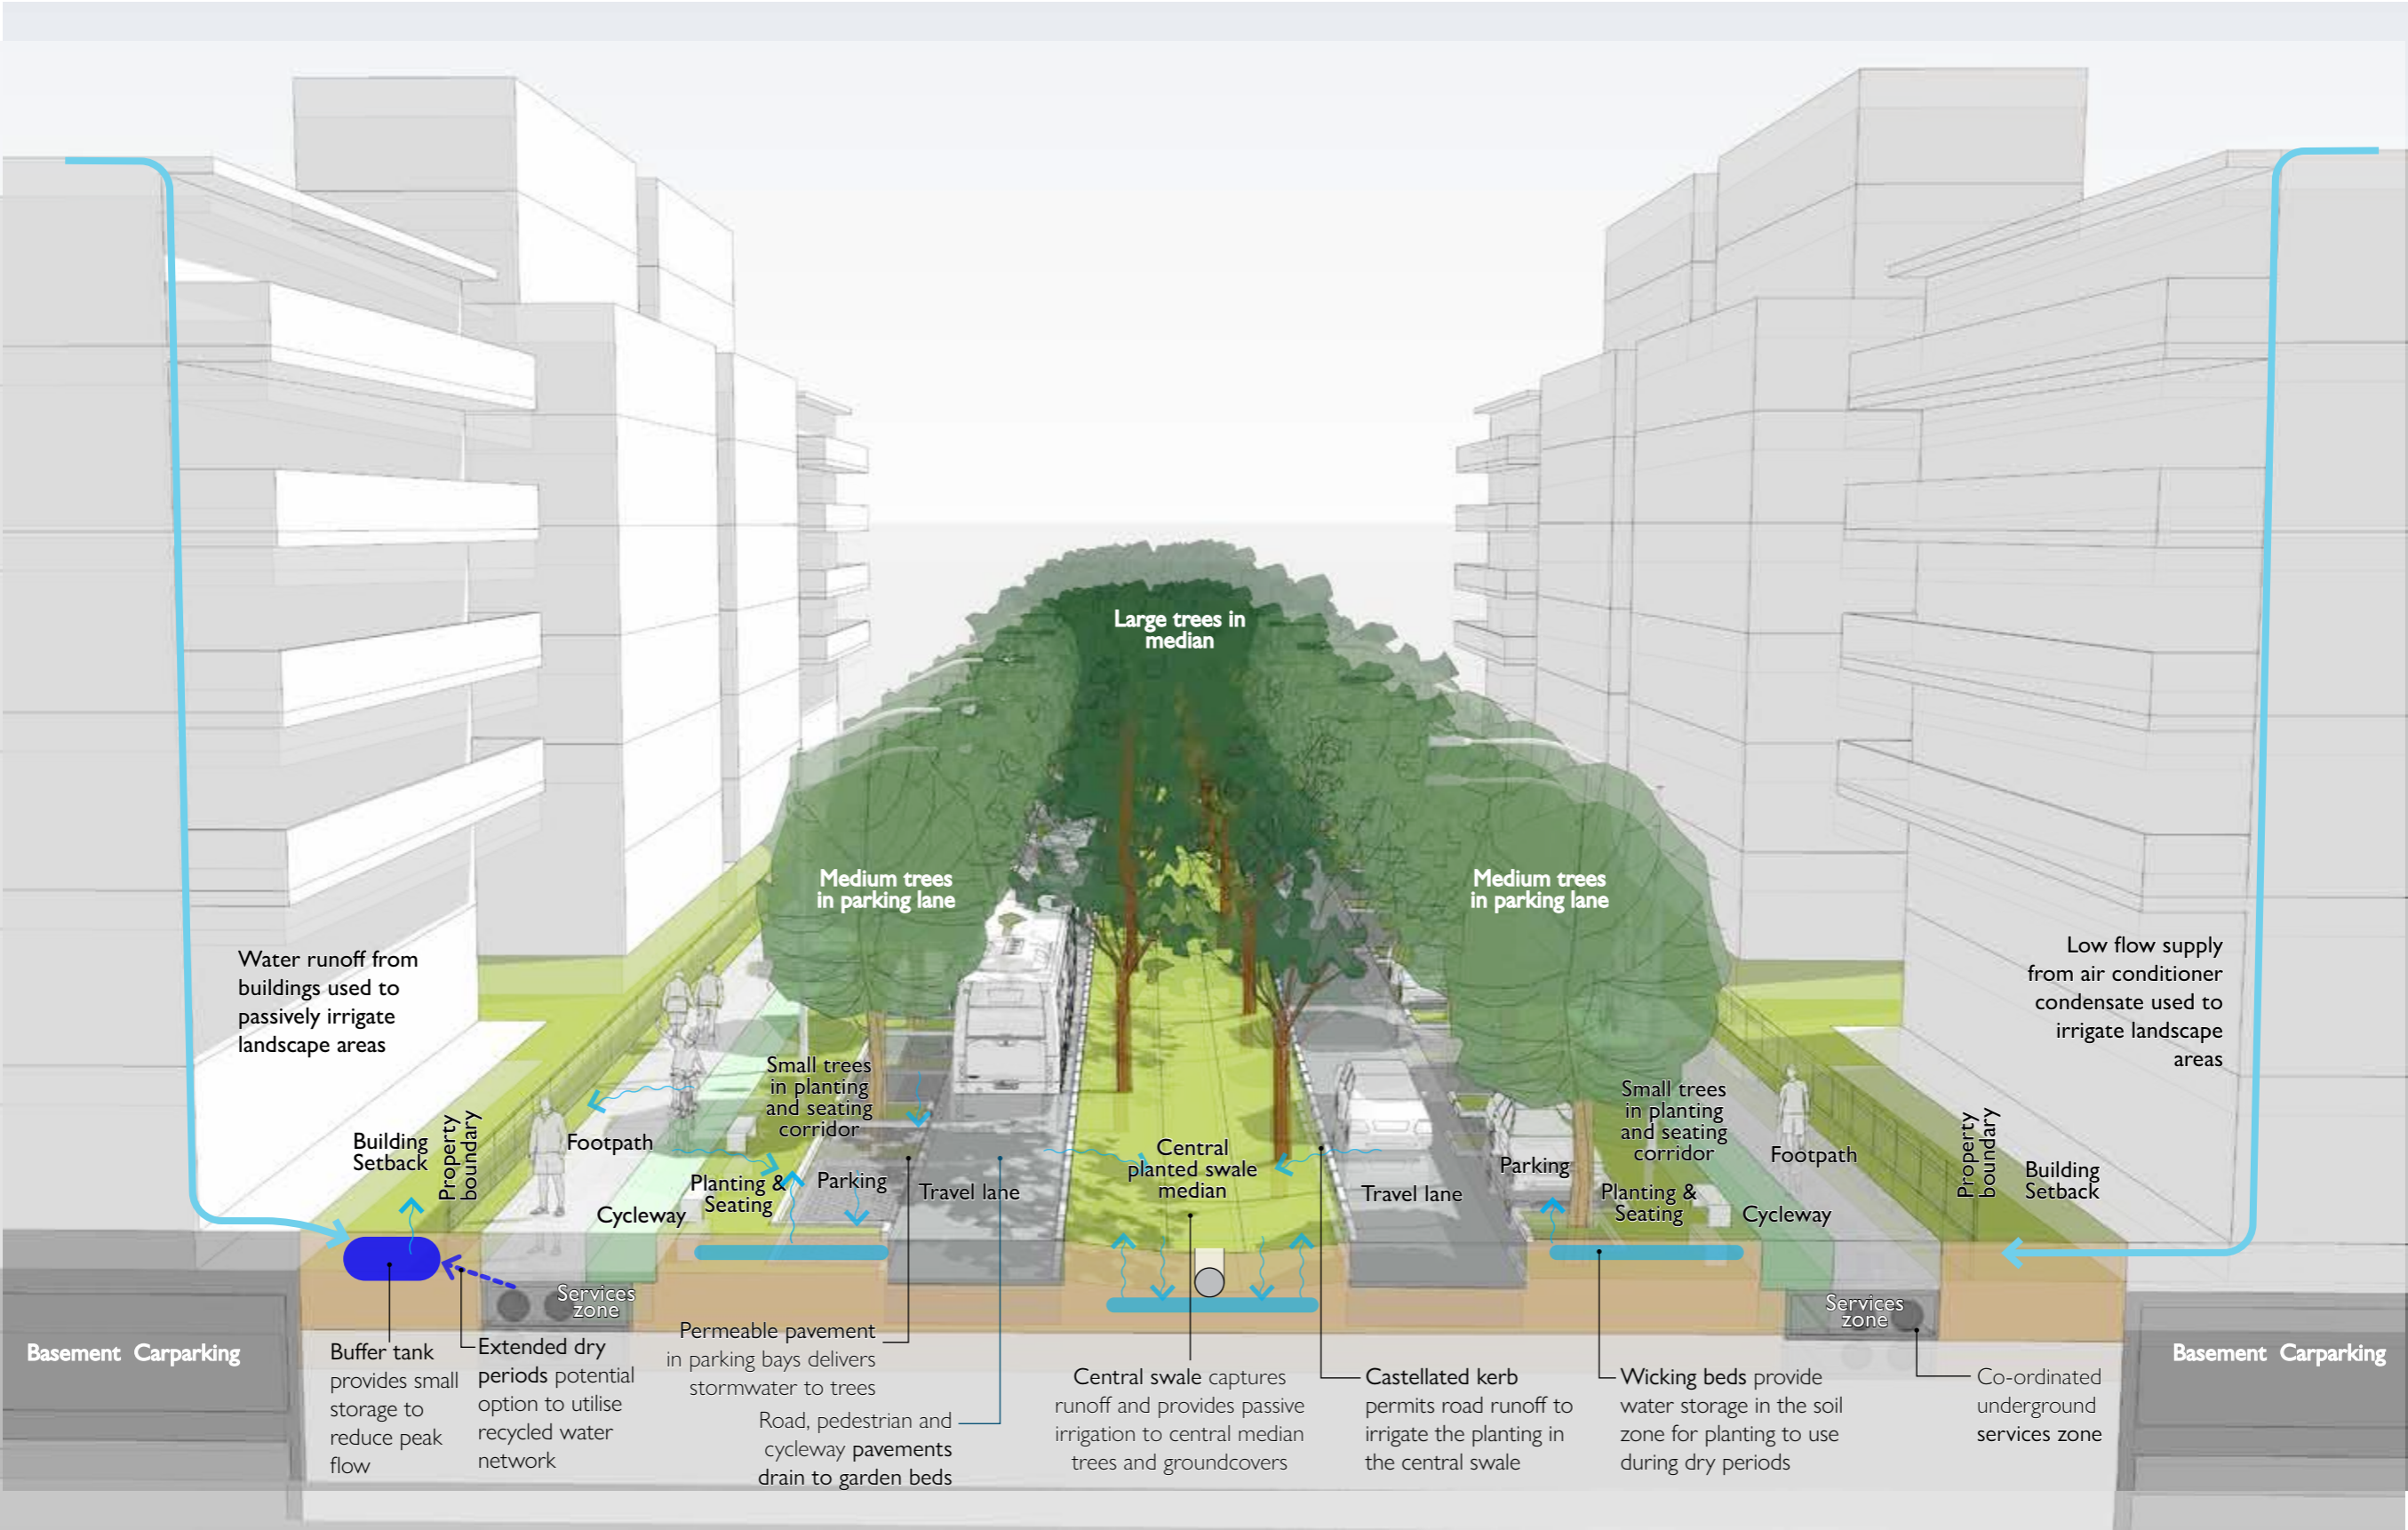 Large trees in
median
Medium trees
in parking lane
Medium trees
in parking lane
Water runoff from
buildings used to
passively irrigate
landscape areas
Low flow supply
from air conditioner
condensate used to
irrigate landscape
areas
Building
Setback
Property
boundary
Footpath
Cycleway
Small trees
in planting
and seating
corridor
Planting &
Seating
Parking
Travel lane
Central
planted swale
median
Travel lane
Parking
Small trees
in planting
and seating
corridor
Planting &
Seating
Footpath
Cycleway
Property
boundary
Building
Setback
Services
zone
Services
zone
Basement Carparking
Basement Carparking
Buffer tank
provides small
storage to
reduce peak
flow
Extended dry
periods potential
option to utilise
recycled water
network
Permeable pavement
in parking bays delivers
stormwater to trees
Road, pedestrian and
cycleway pavements
drain to garden beds
Central swale captures
runoff and provides passive
irrigation to central median
trees and groundcovers
Castellated kerb
permits road runoff to
irrigate the planting in
the central swale
Wicking beds provide
water storage in the soil
zone for planting to use
during dry periods
Co-ordinated
underground
services zone